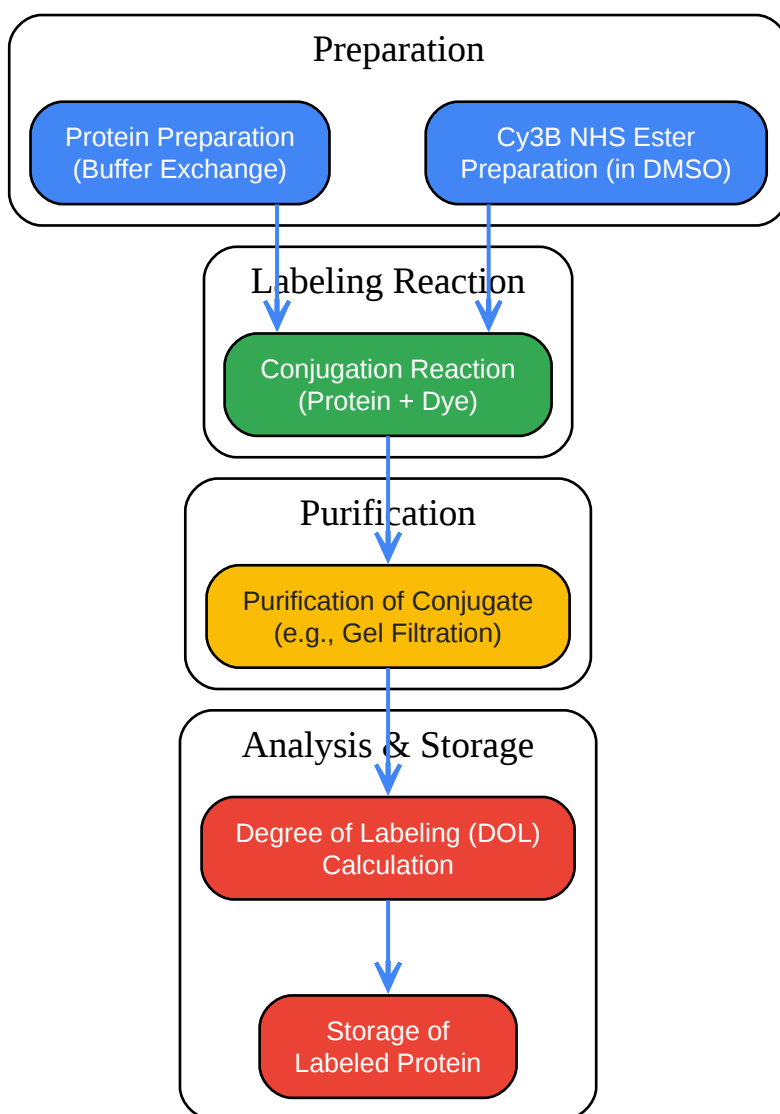 Preparation
Protein Preparation
(Buffer Exchange)
Cy3B NHS Ester
Preparation (in DMSO)
Labeling Reaction
Conjugation Reaction
(Protein + Dye)
Purification
Purification of Conjugate
(e.g., Gel Filtration)
Analysis & Storage
Degree of Labeling (DOL)
Calculation
Storage of
Labeled Protein